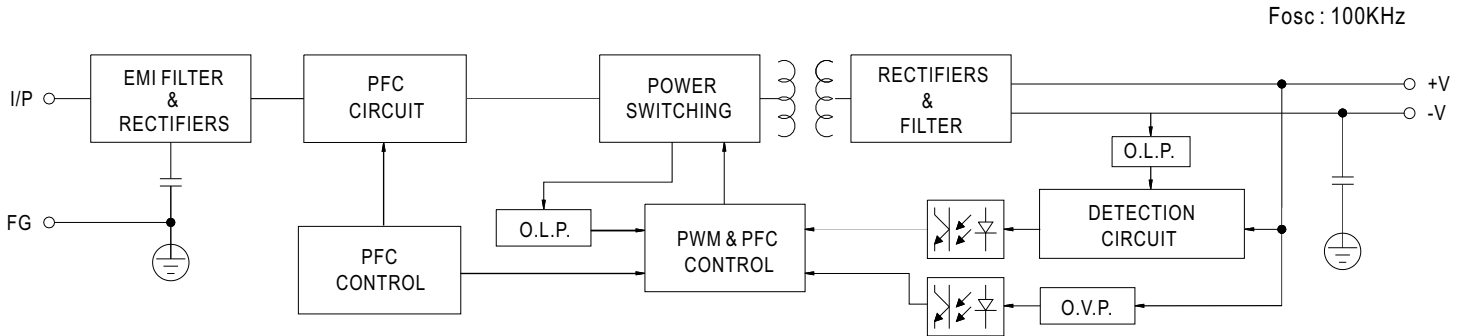 Fosc : 100KHz
I/P
EMI FILTER
&
RECTIFIERS
PFC
CIRCUIT
POWER
SWITCHING
RECTIFIERS
&
FILTER
+V
-V
O.L.P.
FG
O.L.P.
PFC
CONTROL
PWM & PFC
CONTROL
DETECTION
CIRCUIT
O.V.P.